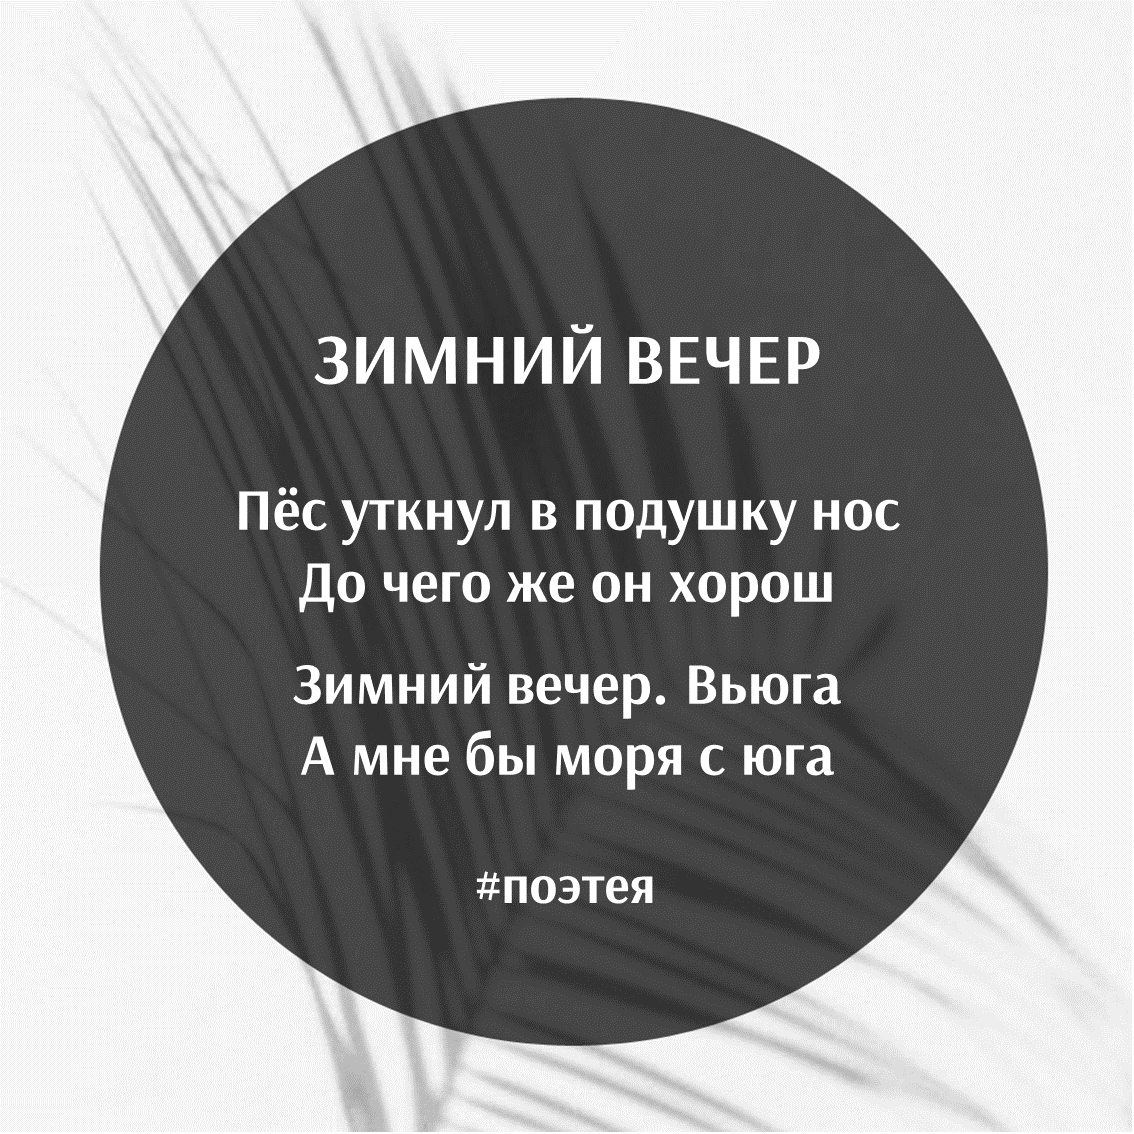 ЗИМНИЙ ВЕЧЕР
Пёс уткнул в подушку нос
До чего же он хорош
Зимний вечер. Вьюга
А мне бы моря с юга
#поэтея